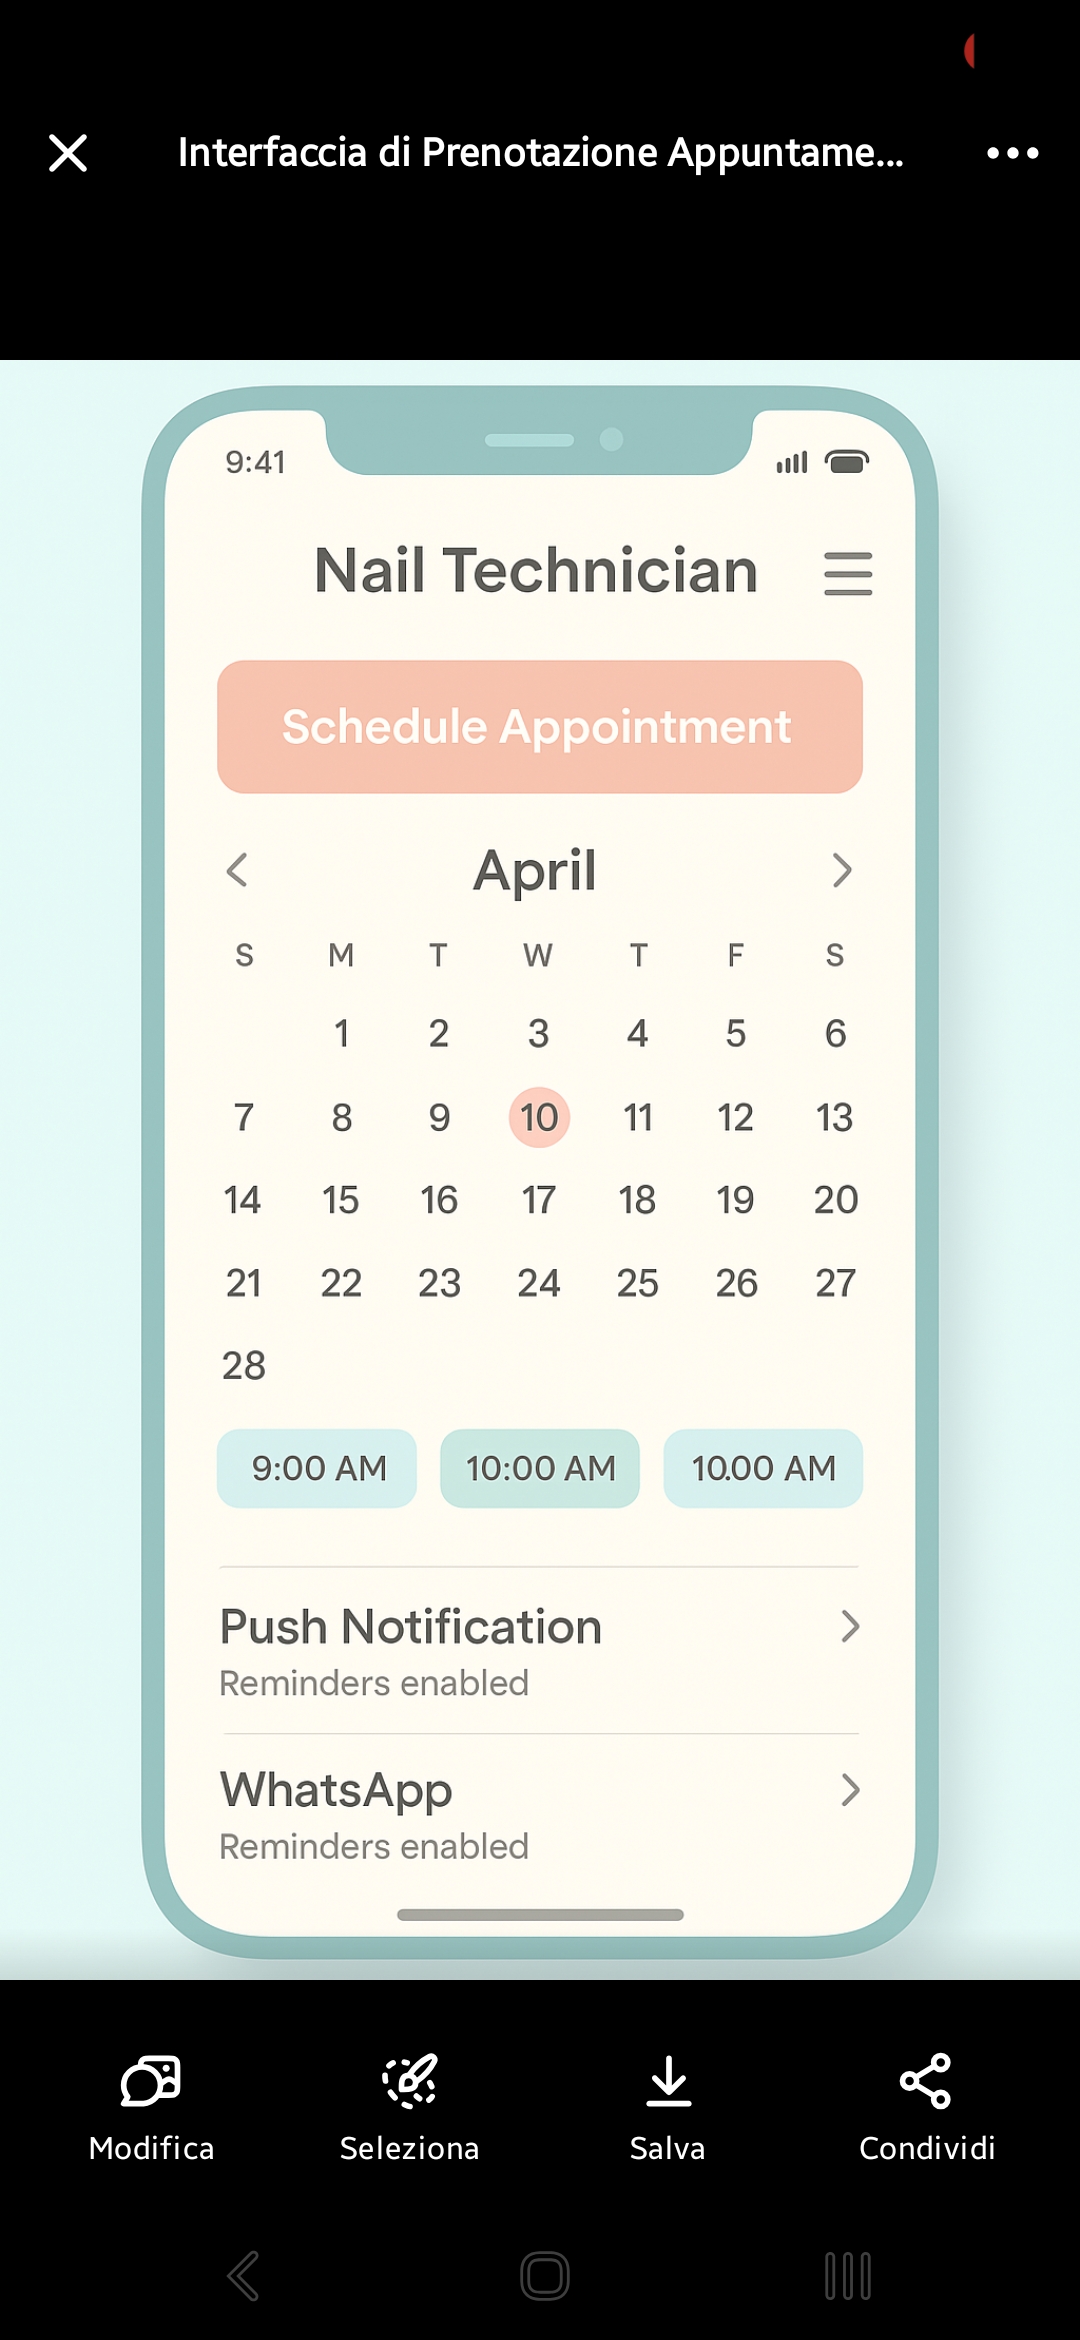 Interfaccia di Prenotazione Appuntame...
9:41
Nail Technician
Schedule Appointment
April
S M T W T F S
1 2 3 4 5 6
7 8 9 10 11 12 13
14 15 16 17 18 19 20
21 22 23 24 25 26 27
28
9:00 AM 10:00 AM 10.00 AM
Push Notification
Reminders enabled
WhatsApp
Reminders enabled
Modifica Seleziona Salva Condividi